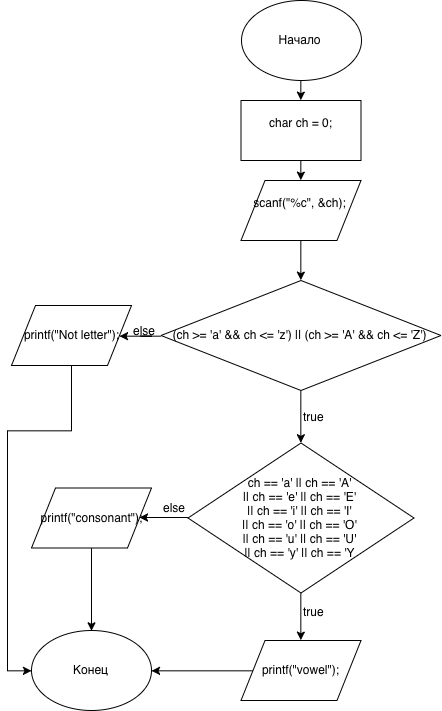 Начало
char ch = 0;
scanf("%c", &ch);
(ch >= 'a' && ch <= 'z') || (ch >= 'A' && ch <= 'Z')
else
printf("Not letter");
true
ch == 'a' || ch == 'A'
|| ch == 'e' || ch == 'E'
|| ch == 'i' || ch == 'I'
|| ch == 'o' || ch == 'O'
|| ch == 'u' || ch == 'U'
|| ch == 'y' || ch == 'Y
else
printf("consonant");
true
printf("vowel");
Конец